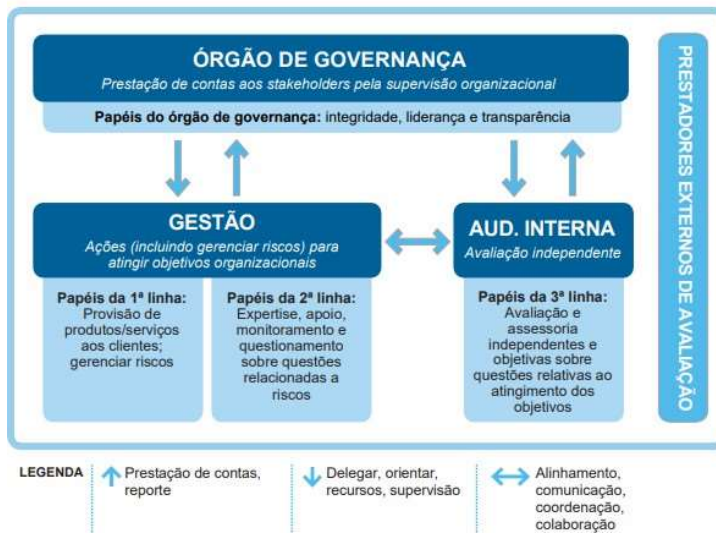 ÓRGÃO DE GOVERNANÇA
Prestação de contas aos stakeholders pela supervisão organizacional
Papéis do órgão de governança: integridade, liderança e transparência
GESTÃO
Ações (incluindo gerenciar riscos) para
atingir objetivos organizacionais
Papéis da 1ª linha:
Provisão de
produtos/serviços
aos clientes;
gerenciar riscos
Papéis da 2ª linha:
Expertise, apoio,
monitoramento e
questionamento
sobre questões
relacionadas a
riscos
AUD. INTERNA
Avaliação independente
Papéis da 3ª linha:
Avaliação e
assessoria
independentes e
objetivas sobre
questões relativas ao
atingimento dos
objetivos
PRESTADORES EXTERNOS DE AVALIAÇÃO
LEGENDA
Prestação de contas,
reporte
Delegar, orientar,
recursos, supervisão
Alinhamento,
comunicação,
coordenação,
colaboração